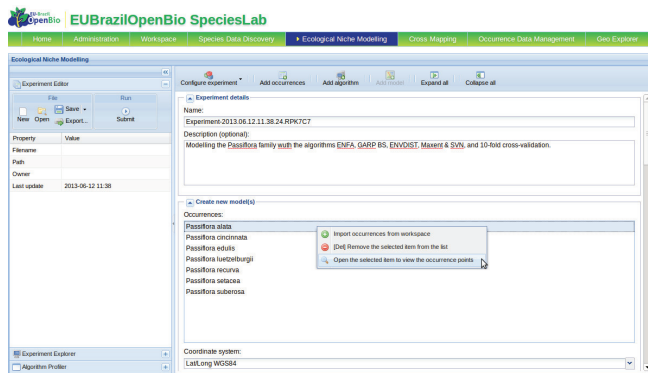 EU-Brazil
OpenBio
EUBrazilOpenBio SpeciesLab
Home Administration Workspace Species Data Discovery Ecological Niche Modelling Cross Mapping Occurrence Data Management Geo Explorer
Ecological Niche Modelling
Experiment Editor
File Run
New Open Save Export... Submit
Property Value
Filename
Path
Owner
Last update 2013-06-12 11:38
Experiment Explorer
Algorithm Profiler
Configure experiment Add occurrences Add algorithm Add model Expand all Collapse all
Experiment details
Name:
Experiment-2013.06.12.11.38.24.RPK7C7
Description (optional):
Modelling the Passiflora family wuth the algorithms ENFA, GARP BS, ENVDIST, Maxent & SVN, and 10-fold cross-validation.
Create new model(s)
Occurrences:
Passiflora alata
Passiflora cincinnata
Passiflora edulis
Passiflora luetzelburgii
Passiflora recurva
Passiflora setacea
Passiflora suberosa
Import occurrences from workspace
[Del] Remove the selected item from the list
Open the selected item to view the occurrence points
Coordinate system:
Lat/Long WGS84